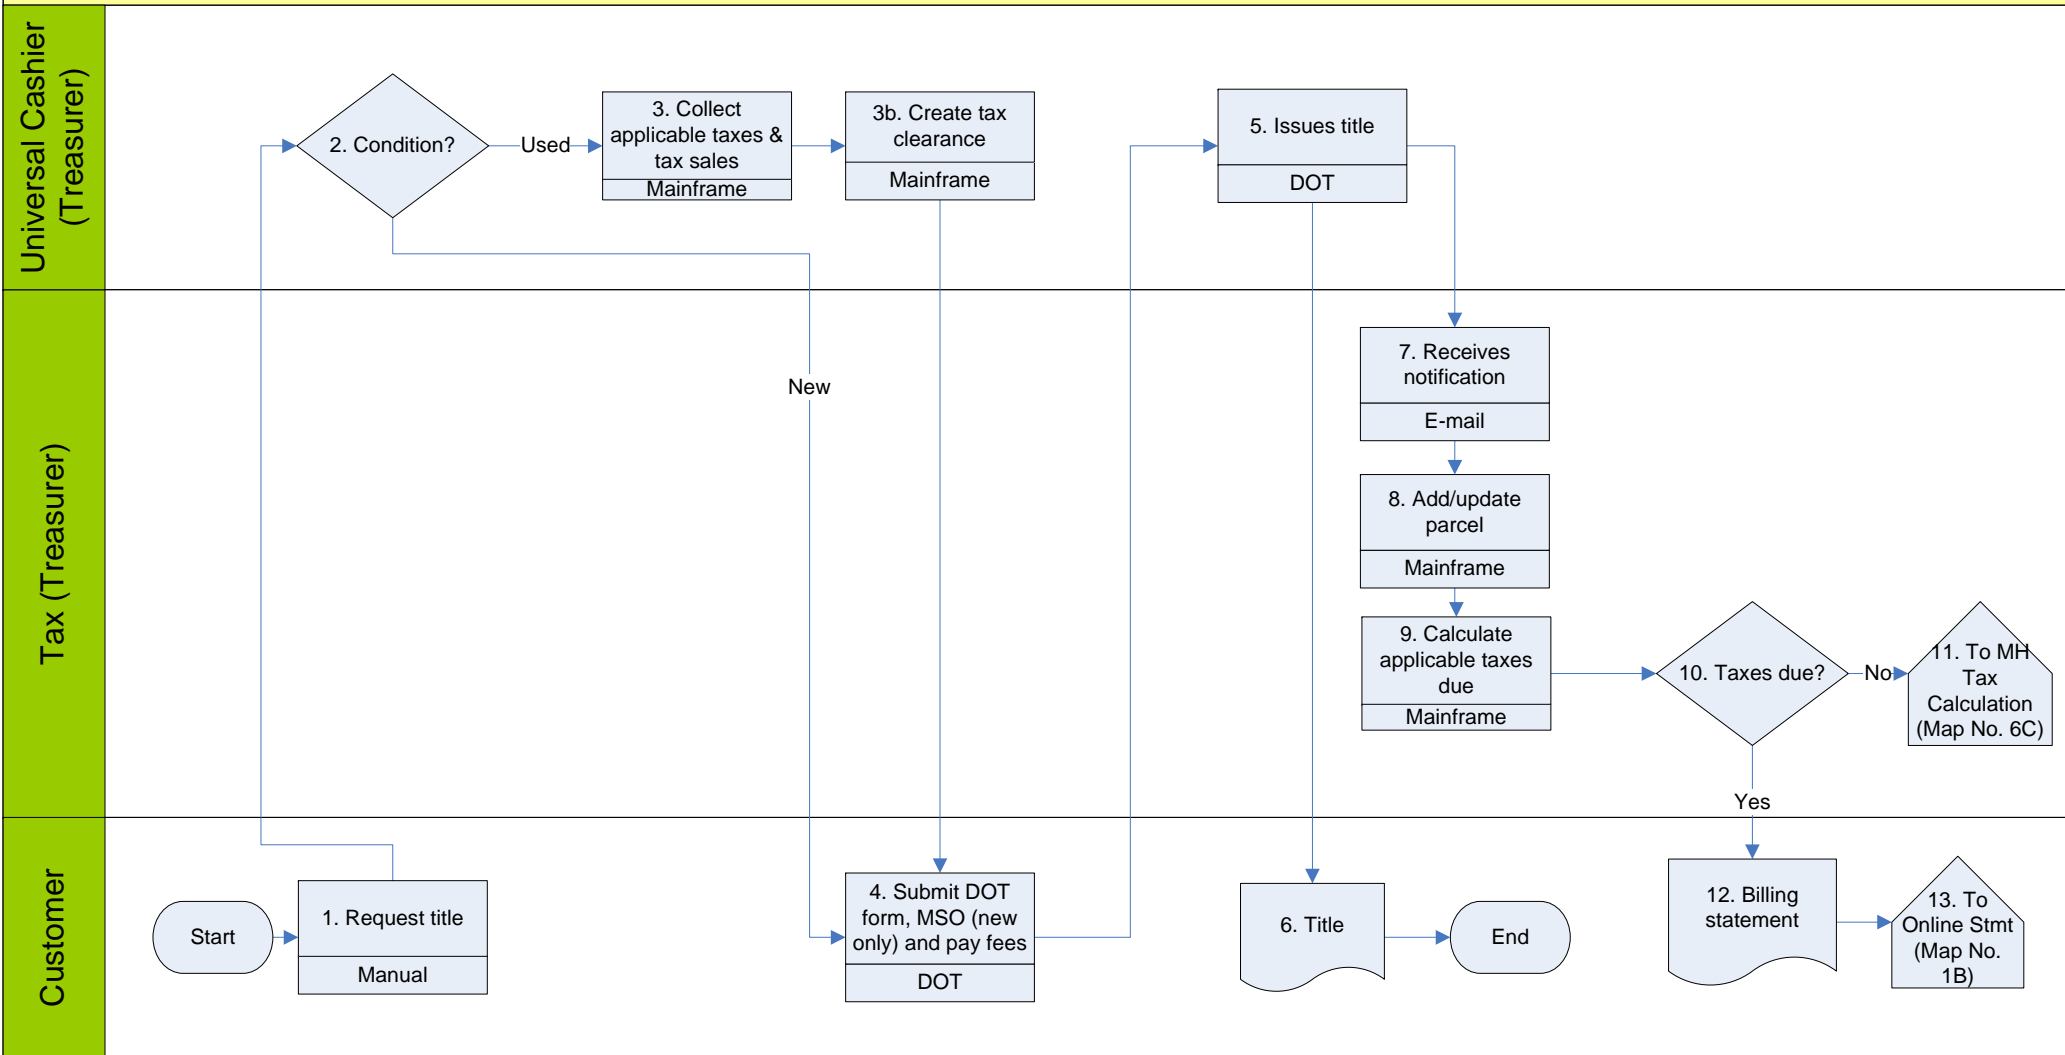 Universal Cashier
(Treasurer)
2. Condition?
Used
3. Collect
applicable taxes &
tax sales
Mainframe
3b. Create tax
clearance
Mainframe
5. Issues title
DOT
Tax (Treasurer)
New
7. Receives
notification
E-mail
8. Add/update
parcel
Mainframe
9. Calculate
applicable taxes
due
Mainframe
10. Taxes due?
No
11. To MH
Tax
Calculation
(Map No. 6C)
Yes
Customer
Start
1. Request title
Manual
4. Submit DOT
form, MSO (new
only) and pay fees
DOT
6. Title
End
12. Billing
statement
13. To
Online Stmt
(Map No.
1B)